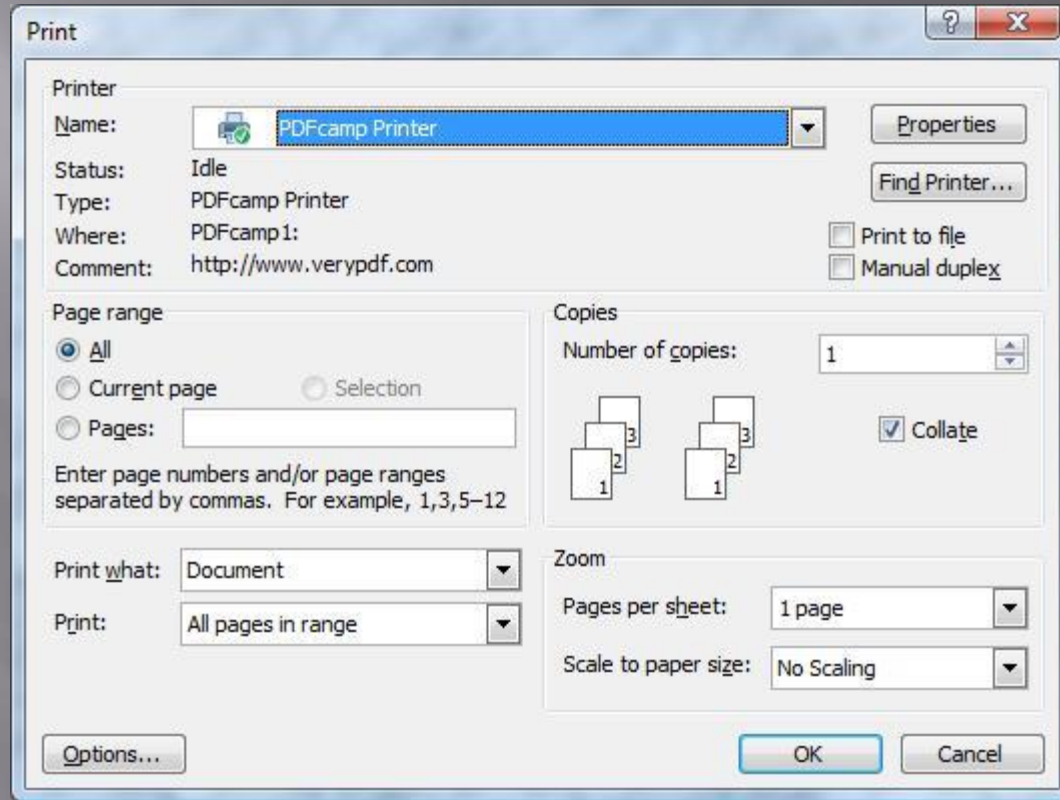 Print
Printer
Name: PDFcamp Printer Properties
Status: Idle Find Printer...
Type: PDFcamp Printer
Where: PDFcamp1: Print to file
Comment: http://www.verypdf.com Manual duplex
Page range
All
Current page Selection
Pages:
Enter page numbers and/or page ranges
separated by commas. For example, 1,3,5–12
Copies
Number of copies: 1
3 3
2 2
1 1
Collate
Print what: Document
Print: All pages in range
Zoom
Pages per sheet: 1 page
Scale to paper size: No Scaling
Options... OK Cancel